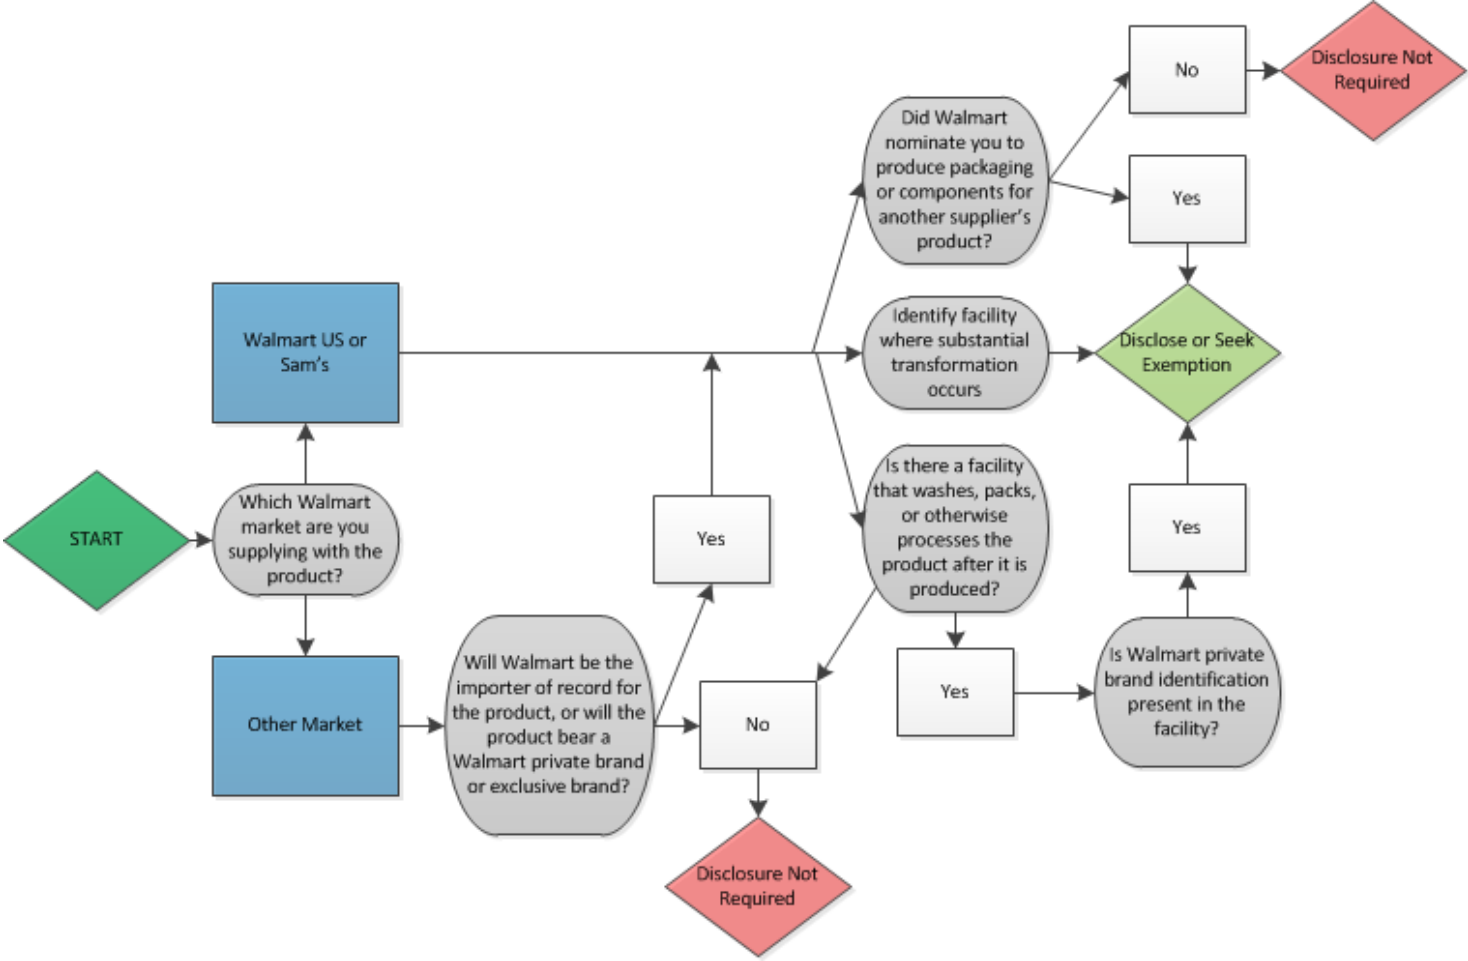 No
Disclosure Not
Required
Did Walmart
nominate you to
produce packaging
or components for
another supplier's
product?
Yes
Walmart US or
Sam's
Identify facility
where substantial
transformation
occurs
Disclose or Seek
Exemption
START
Which Walmart
market are you
supplying with the
product?
Yes
Is there a facility
that washes, packs,
or otherwise
processes the
product after it is
produced?
Yes
Other Market
Will Walmart be the
importer of record for
the product, or will the
product bear a
Walmart private brand
or exclusive brand?
No
Yes
Is Walmart private
brand identification
present in the
facility?
Disclosure Not
Required